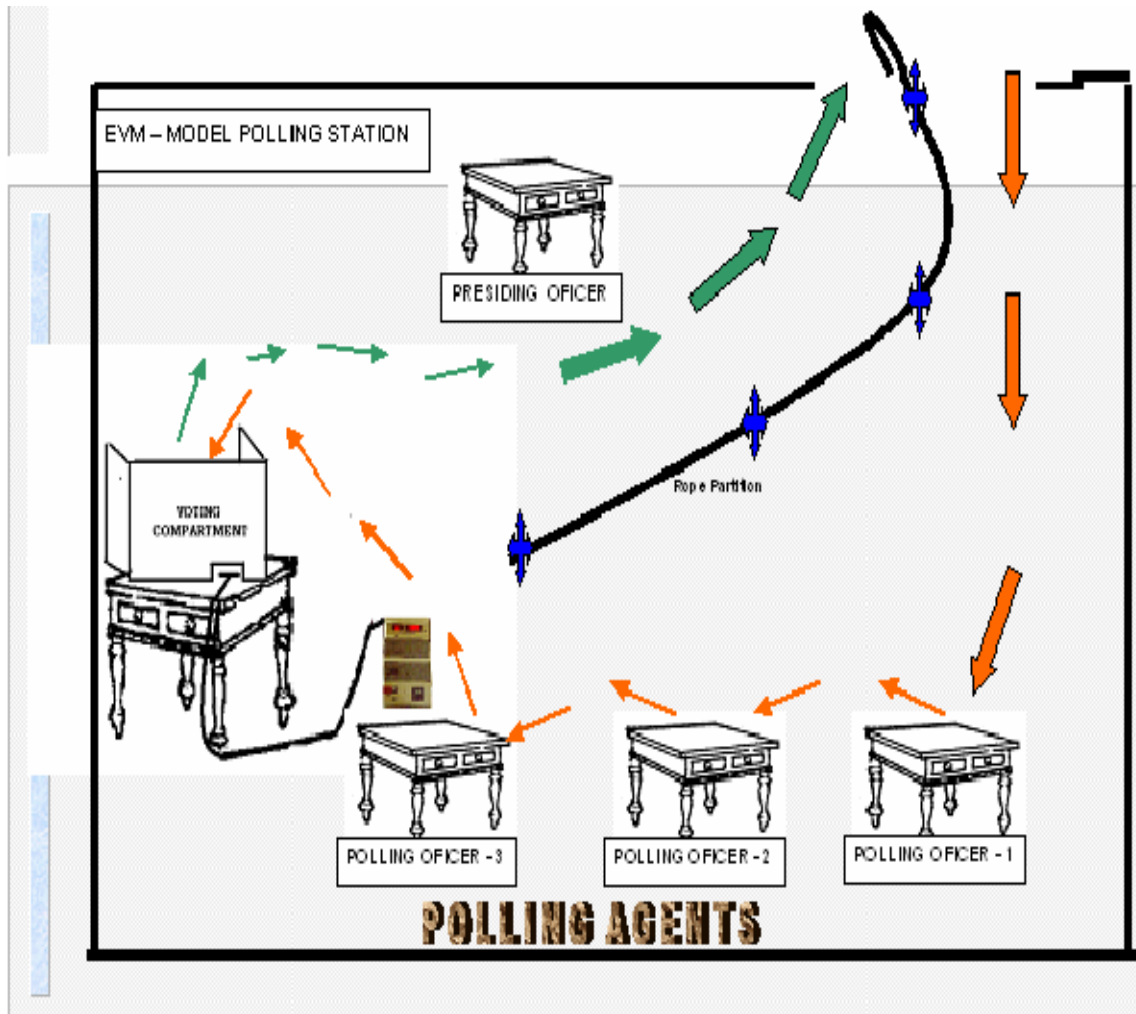 EVM – MODEL POLLING STATION
PRESIDING OFICER
Rope Partition
VOTING
COMPARTMENT
POLLING OFICER - 3
POLLING OFICER - 2
POLLING OFICER - 1
POLLING AGENTS